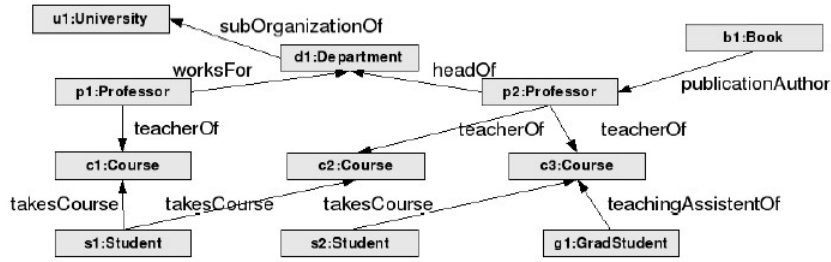 u1:University
subOrganizationOf
b1:Book
d1:Department
worksFor
headOf
p1:Professor
p2:Professor
publicationAuthor
teacherOf
teacherOf
teacherOf
c1:Course
c2:Course
c3:Course
takesCourse
takesCourse
takesCourse
teachingAssistentOf
s1:Student
s2:Student
g1:GradStudent